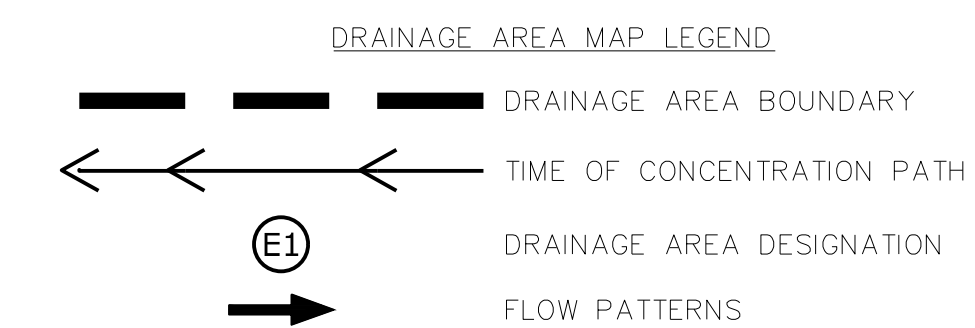 DRAINAGE AREA MAP LEGEND
DRAINAGE AREA BOUNDARY
TIME OF CONCENTRATION PATH
E1 DRAINAGE AREA DESIGNATION
FLOW PATTERNS